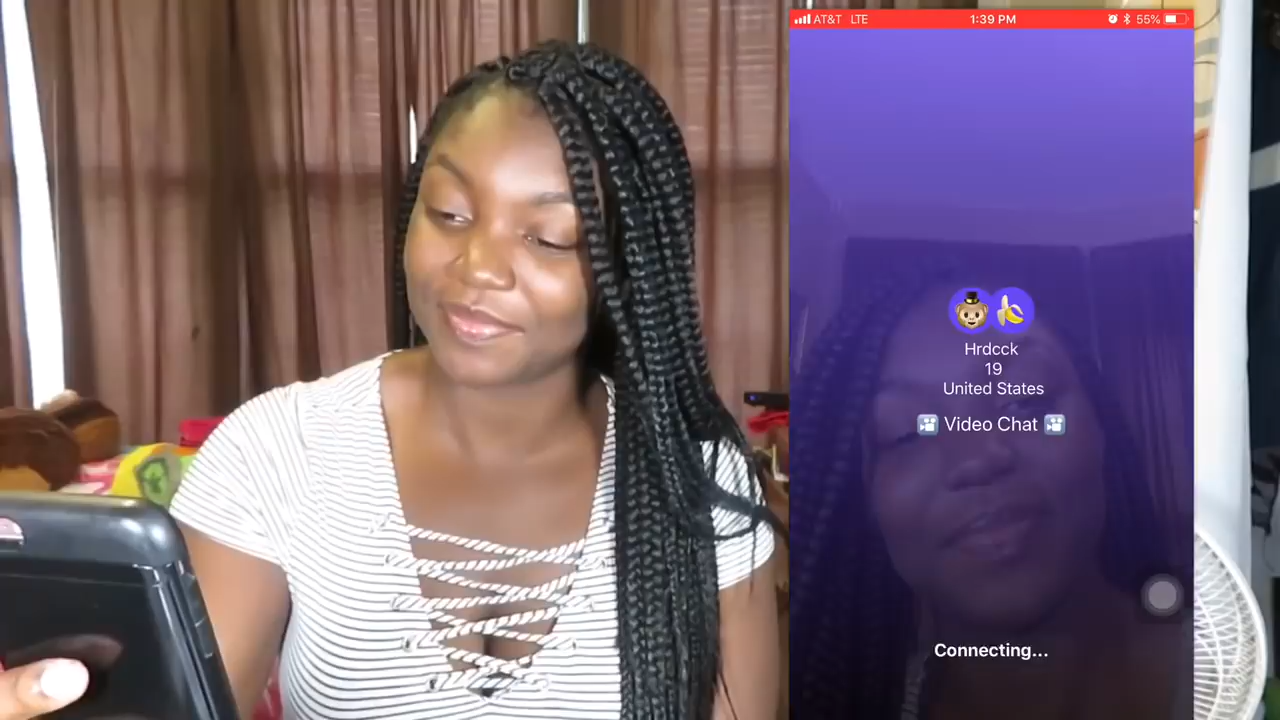 AT&T LTE 1:39 PM 55%
Hrdcck
19
United States
Video Chat
Connecting...